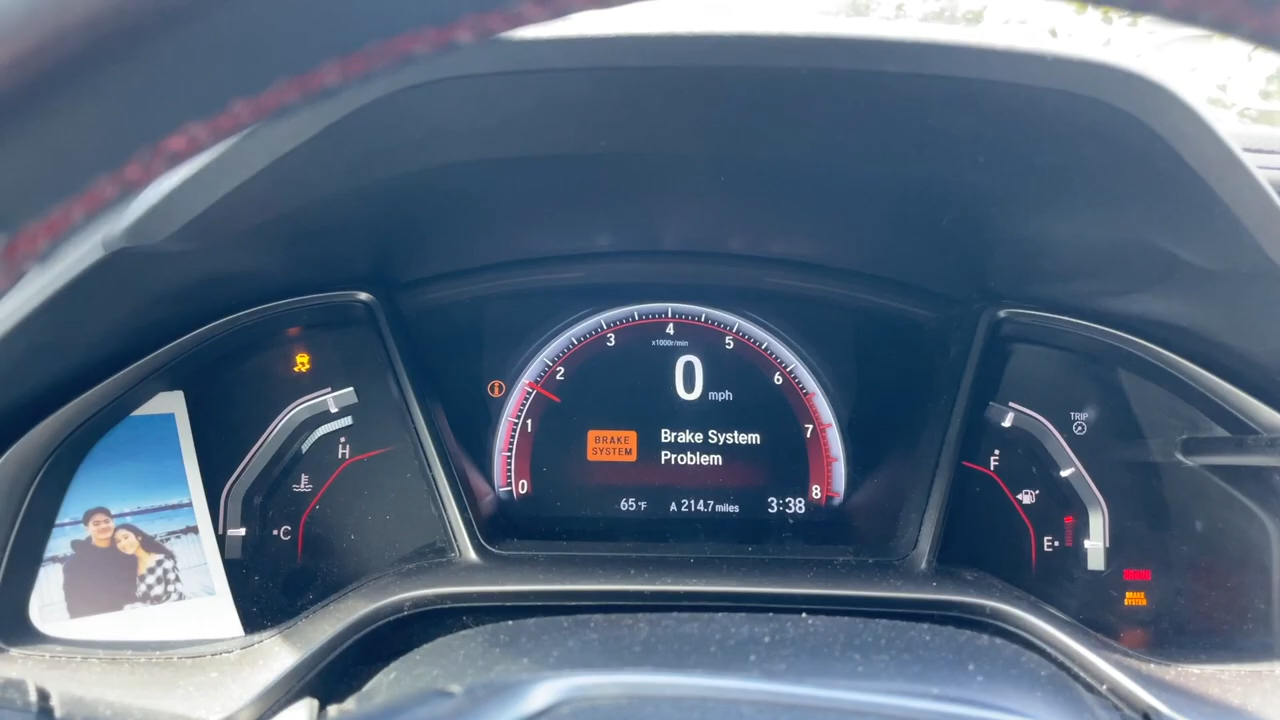 0
1
2
3
4
5
6
7
8
x1000r/min
0 mph
BRAKE
SYSTEM
Brake System
Problem
65°F
A 214.7 miles
3:38
H
C
TRIP
F
E
BRAKE
SYSTEM